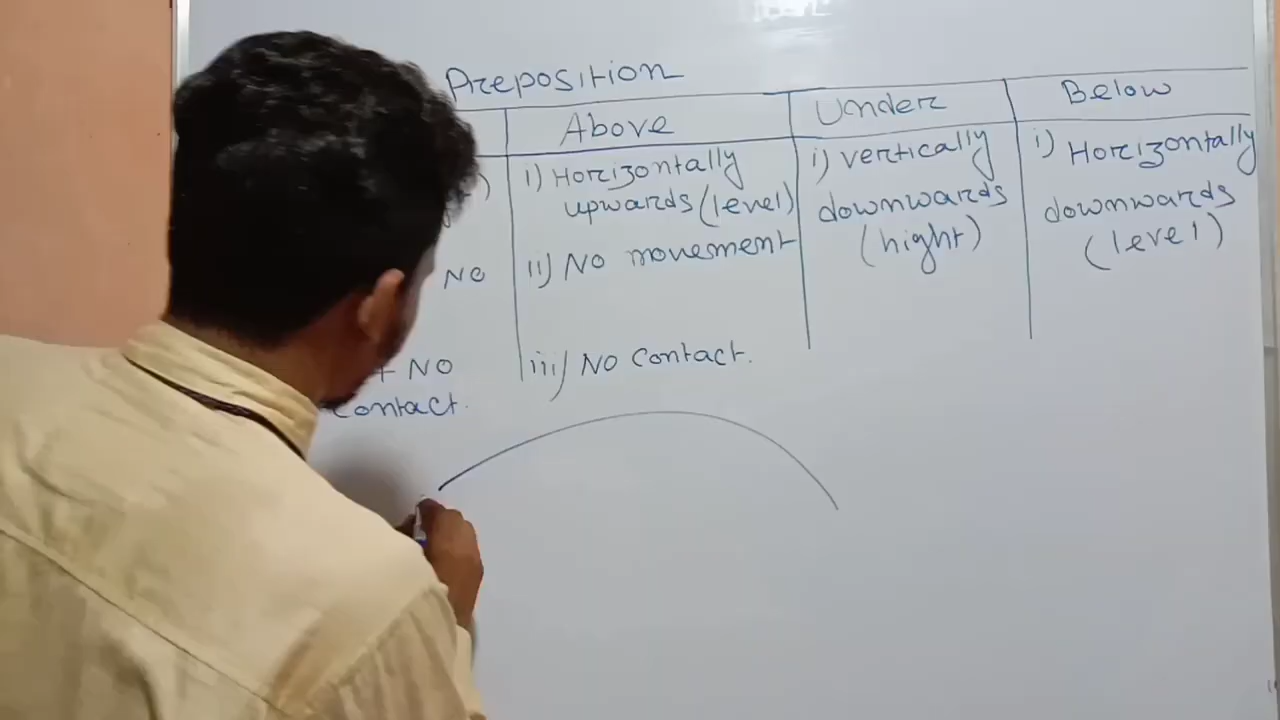 Preposition
Above
Under
Below
i) Horizontally
upwards (level)
ii) No movement
iii) No contact.
i) vertically
downwards
(hight)
i) Horizontally
downwards
(level)
NO
NO
contact.